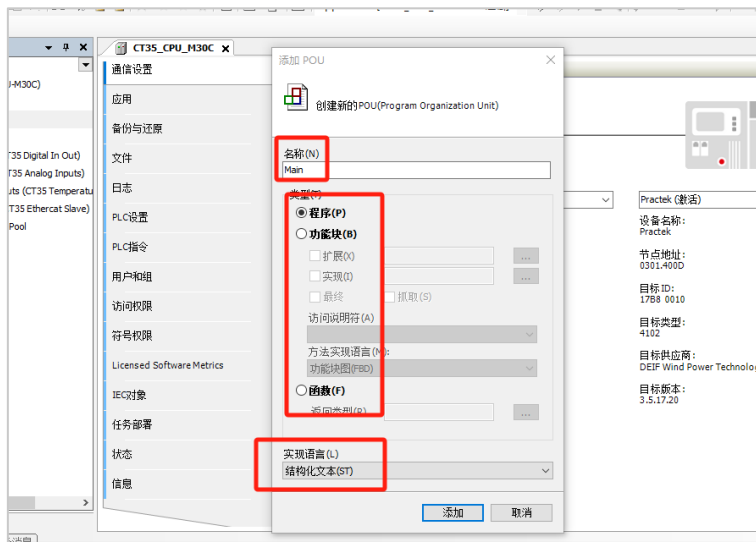 CT35_CPU_M30C
J-M30C)
T35 Digital In Out)
T35 Analog Inputs)
uts (CT35 Temperatu
T35 Ethercat Slave)
Pool
通信设置
应用
备份与还原
文件
日志
PLC设置
PLC指令
用户和组
访问权限
符号权限
Licensed Software Metrics
IEC对象
任务部署
状态
信息
添加 POU
创建新的POU(Program Organization Unit)
名称(N)
Main
类型(T)
程序(P)
功能块(B)
扩展(X)
...
实现(I)
...
最终
抓取(S)
访问说明符(A)
方法实现语言(M):
功能块图(FBD)
函数(F)
返回类型(R)
...
实现语言(L)
结构化文本(ST)
添加
取消
Practek (激活)
设备名称:
Practek
节点地址:
0301.400D
目标ID:
17B8 0010
目标类型:
4102
目标供应商:
DEIF Wind Power Technolog
目标版本:
3.5.17.20